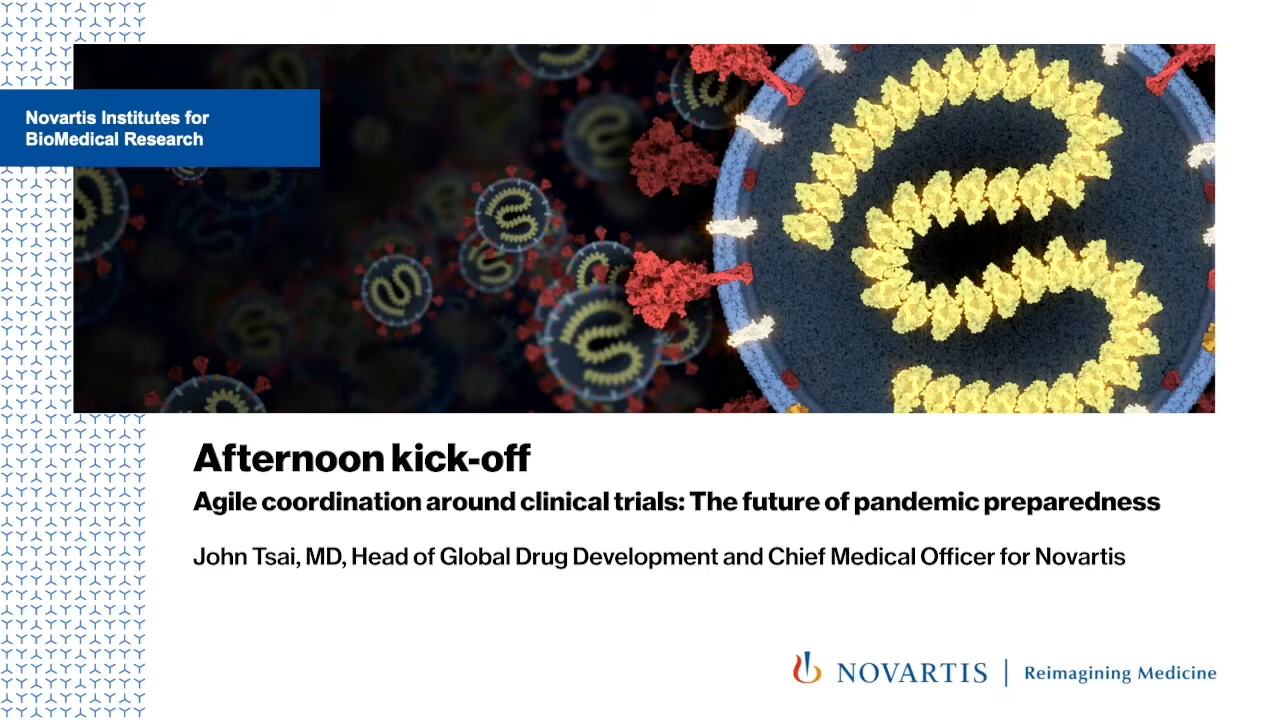 Novartis Institutes for
BioMedical Research
Afternoon kick-off
Agile coordination around clinical trials: The future of pandemic preparedness
John Tsai, MD, Head of Global Drug Development and Chief Medical Officer for Novartis
NOVARTIS | Reimagining Medicine